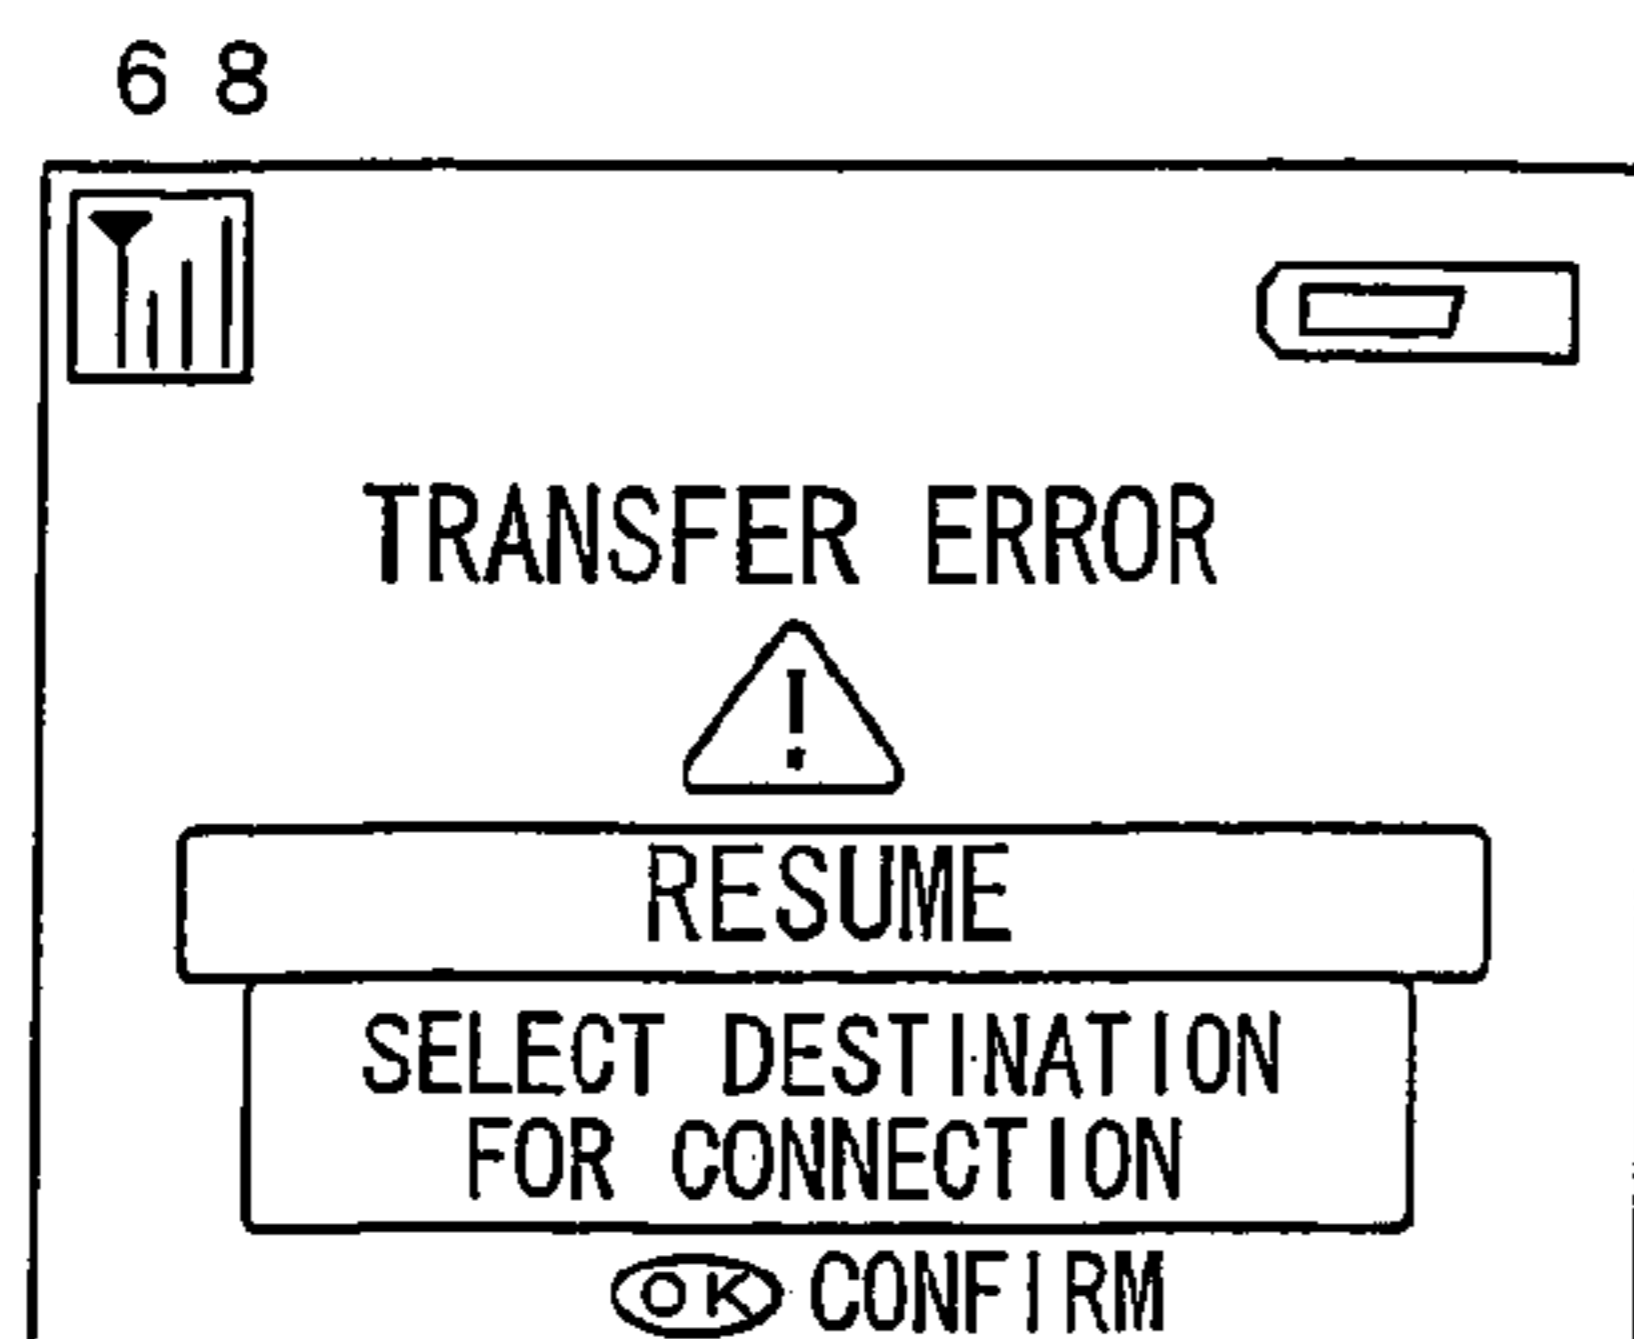 68
TRANSFER ERROR
!
RESUME
SELECT DESTINATION
FOR CONNECTION
OK CONFIRM